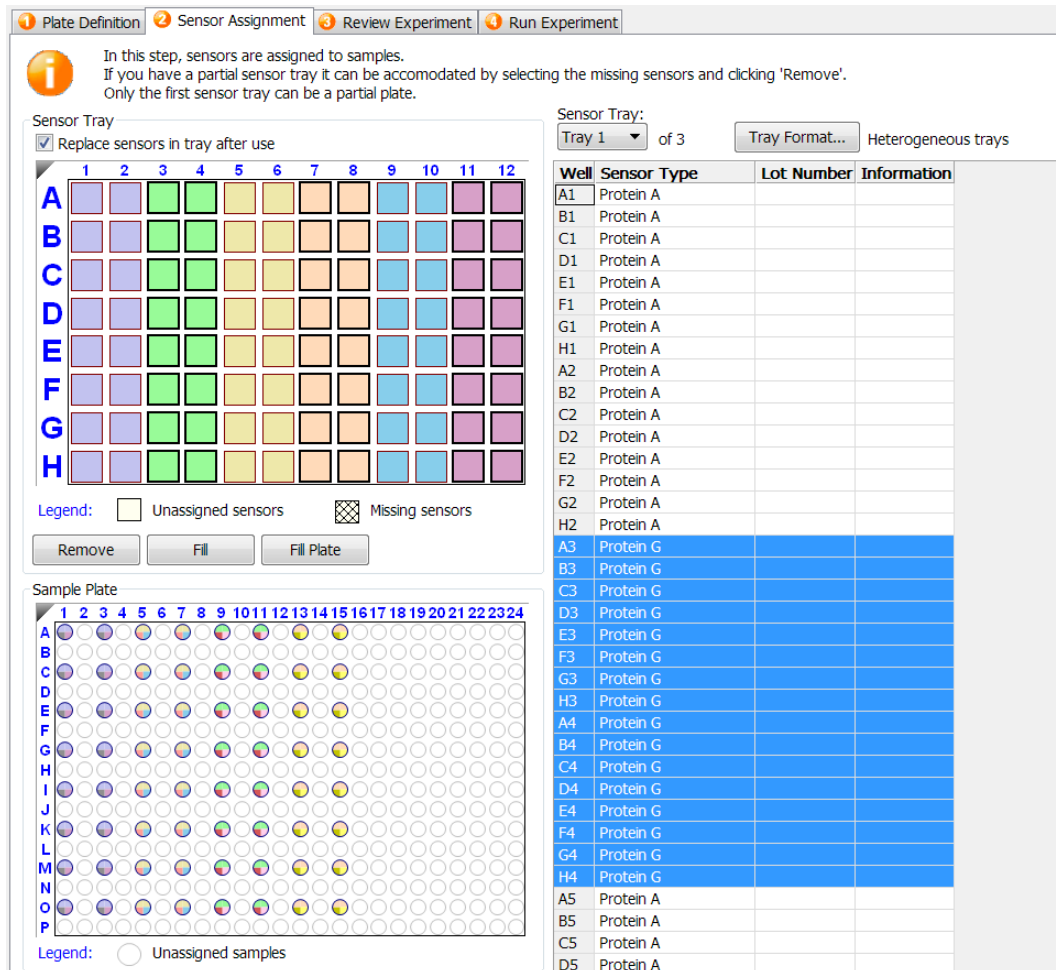 1 Plate Definition 2 Sensor Assignment 3 Review Experiment 4 Run Experiment
i
In this step, sensors are assigned to samples.
If you have a partial sensor tray it can be accomodated by selecting the missing sensors and clicking 'Remove'.
Only the first sensor tray can be a partial plate.
Sensor Tray
Replace sensors in tray after use
1 2 3 4 5 6 7 8 9 10 11 12
A
B
C
D
E
F
G
H
Legend: Unassigned sensors Missing sensors
Remove Fill Fill Plate
Sample Plate
1 2 3 4 5 6 7 8 9 10 11 12 13 14 15 16 17 18 19 20 21 22 23 24
A
B
C
D
E
F
G
H
I
J
K
L
M
N
O
P
Legend: Unassigned samples
Sensor Tray:
Tray 1 of 3 Tray Format... Heterogeneous trays
Well Sensor Type Lot Number Information
A1 Protein A
B1 Protein A
C1 Protein A
D1 Protein A
E1 Protein A
F1 Protein A
G1 Protein A
H1 Protein A
A2 Protein A
B2 Protein A
C2 Protein A
D2 Protein A
E2 Protein A
F2 Protein A
G2 Protein A
H2 Protein A
A3 Protein G
B3 Protein G
C3 Protein G
D3 Protein G
E3 Protein G
F3 Protein G
G3 Protein G
H3 Protein G
A4 Protein G
B4 Protein G
C4 Protein G
D4 Protein G
E4 Protein G
F4 Protein G
G4 Protein G
H4 Protein G
A5 Protein A
B5 Protein A
C5 Protein A
D5 Protein A